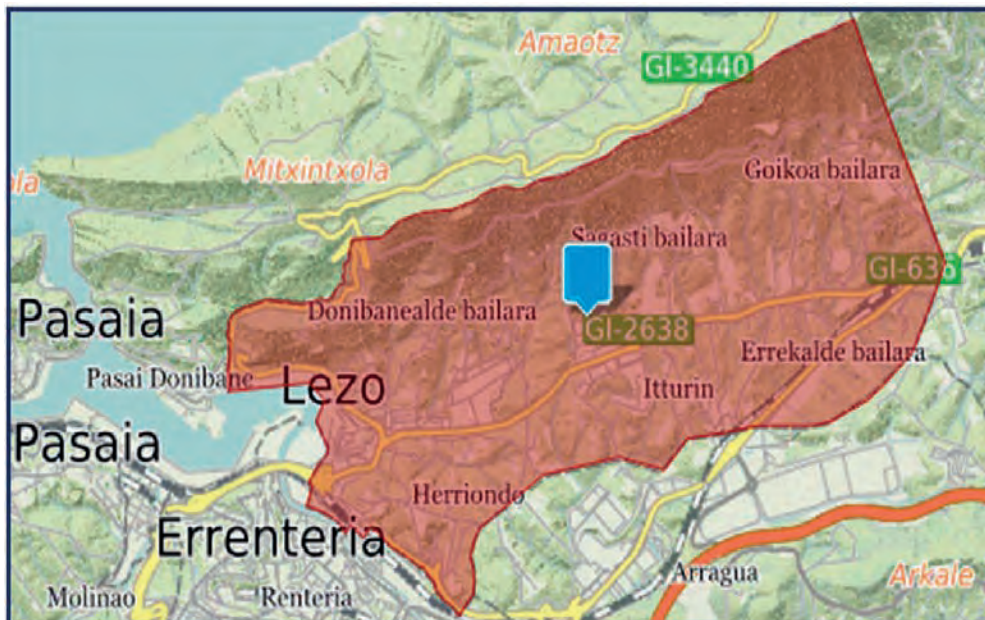 Amaotz
GI-3440
Mitxintxola
Goikoa bailara
ola
Sagasti bailara
GI-636
Pasaia
Donibanealde bailara
GI-2638
Errekalde bailara
Pasai Donibane
Lezo
Itturin
Pasaia
Herriondo
Errenteria
Arragua
Arkale
Molinao
Renteria